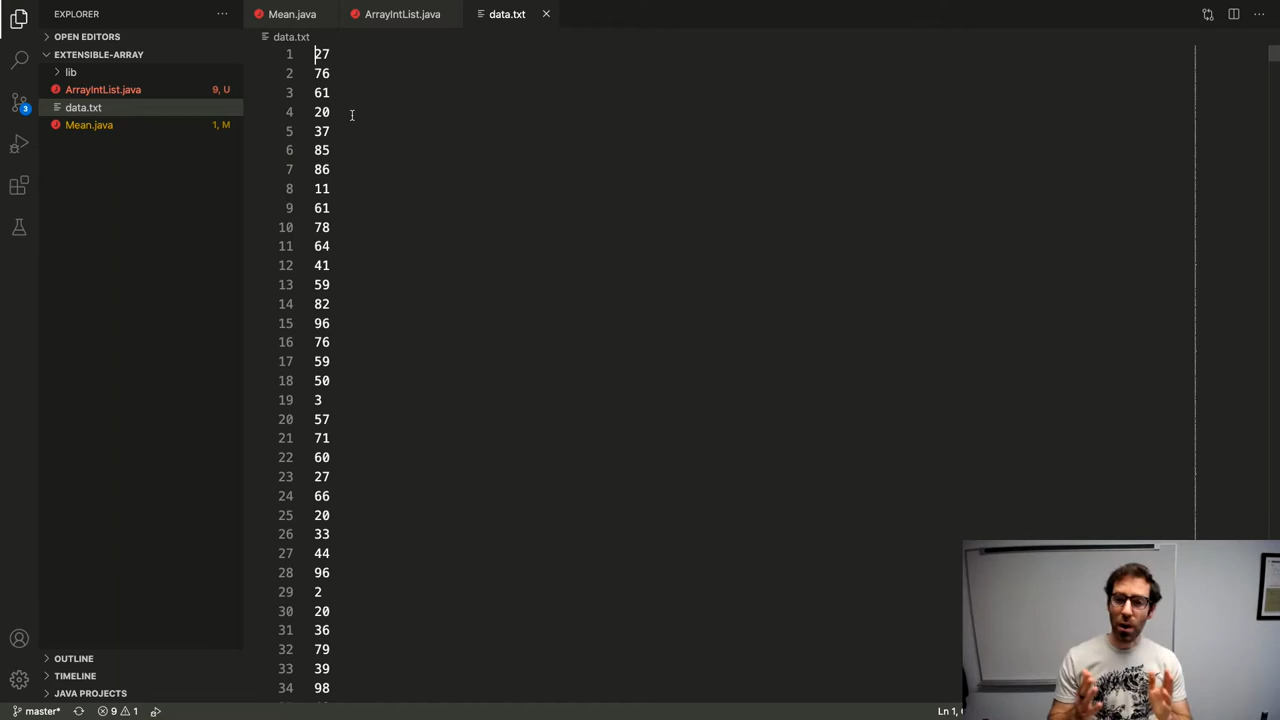 EXPLORER
...
Mean.java
ArrayIntList.java
data.txt
...
OPEN EDITORS
data.txt
EXTENSIBLE-ARRAY
lib
ArrayIntList.java 9, U
data.txt
Mean.java 1, M
1 27
2 76
3 61
4 20
5 37
6 85
7 86
8 11
9 61
10 78
11 64
12 41
13 59
14 82
15 96
16 76
17 59
18 50
19 3
20 57
21 71
22 60
23 27
24 66
25 20
26 33
27 44
28 96
29 2
30 20
31 36
32 79
33 39
34 98
3
OUTLINE
TIMELINE
JAVA PROJECTS
master* 9 1
Ln 1,